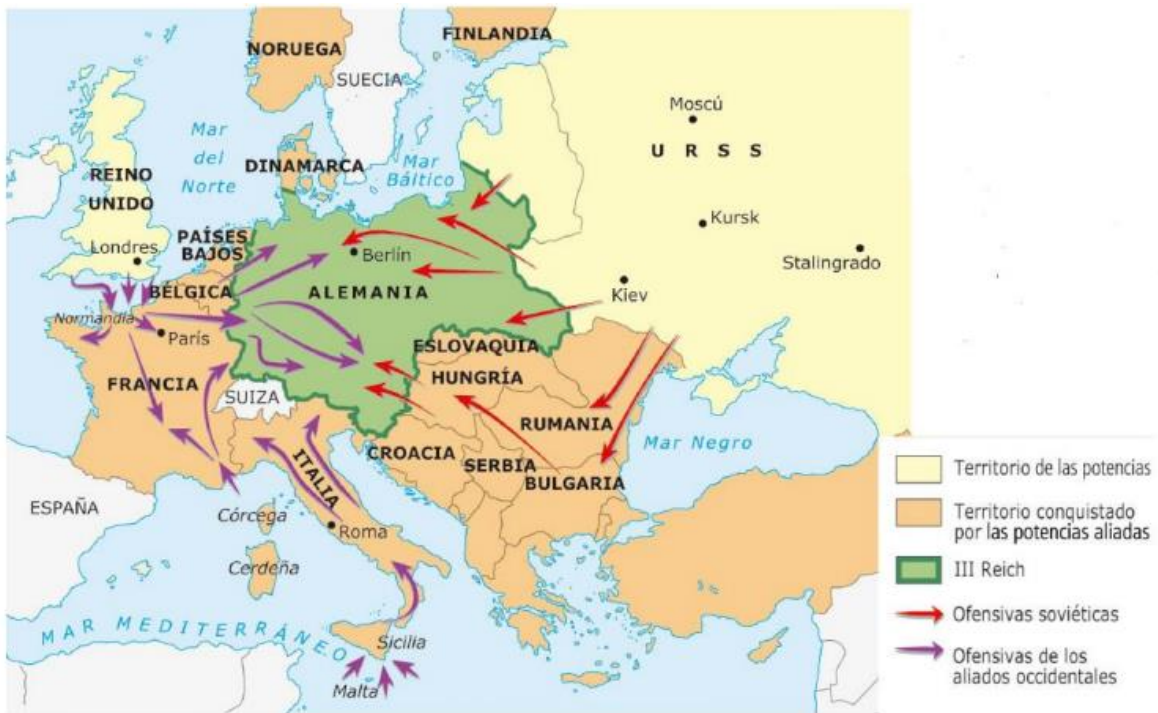 NORUEGA
FINLANDIA
SUECIA
Moscú
U R S S
Mar
del
Norte
DINAMARCA
Mar
Báltico
REINO
UNIDO
Londres
PAÍSES
BAJOS
Berlín
Kursk
Stalingrado
BÉLGICA
ALEMANIA
Kiev
Normandía
París
ESLOVAQUIA
HUNGRÍA
FRANCIA
SUIZA
RUMANIA
Mar Negro
CROACIA
SERBIA
BULGARIA
ITALIA
ESPAÑA
Córcega
Roma
Cerdeña
MAR MEDITERRÁNEO
Sicilia
Malta
Territorio de las potencias
Territorio conquistado
por las potencias aliadas
III Reich
Ofensivas soviéticas
Ofensivas de los
aliados occidentales